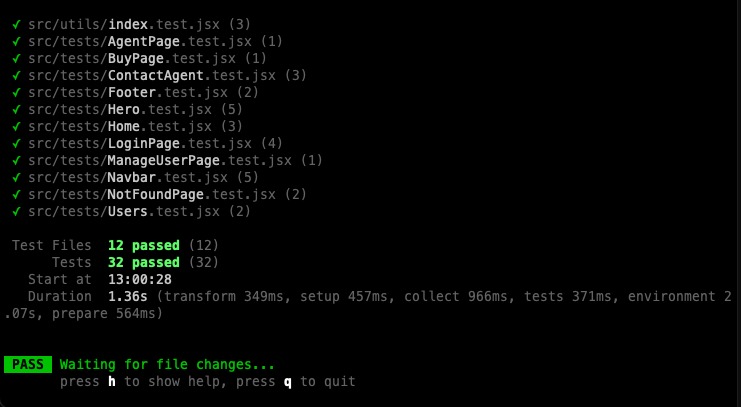 ✓ src/utils/index.test.jsx (3)
✓ src/tests/AgentPage.test.jsx (1)
✓ src/tests/BuyPage.test.jsx (1)
✓ src/tests/ContactAgent.test.jsx (3)
✓ src/tests/Footer.test.jsx (2)
✓ src/tests/Hero.test.jsx (5)
✓ src/tests/Home.test.jsx (3)
✓ src/tests/LoginPage.test.jsx (4)
✓ src/tests/ManageUserPage.test.jsx (1)
✓ src/tests/Navbar.test.jsx (5)
✓ src/tests/NotFoundPage.test.jsx (2)
✓ src/tests/Users.test.jsx (2)
Test Files 12 passed (12)
Tests 32 passed (32)
Start at 13:00:28
Duration 1.36s (transform 349ms, setup 457ms, collect 966ms, tests 371ms, environment 2
.07s, prepare 564ms)
PASS Waiting for file changes...
press h to show help, press q to quit